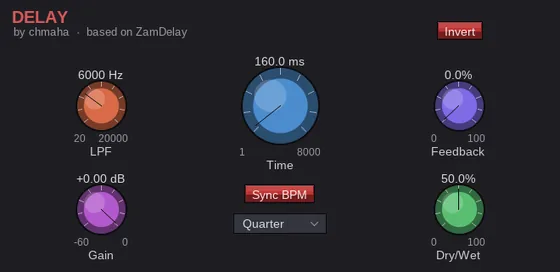 DELAY
by chmaha · based on ZamDelay
Invert
6000 Hz
20 20000
LPF
160.0 ms
1 8000
Time
0.0%
0 100
Feedback
Sync BPM
Quarter
+0.00 dB
-60 0
Gain
50.0%
0 100
Dry/Wet